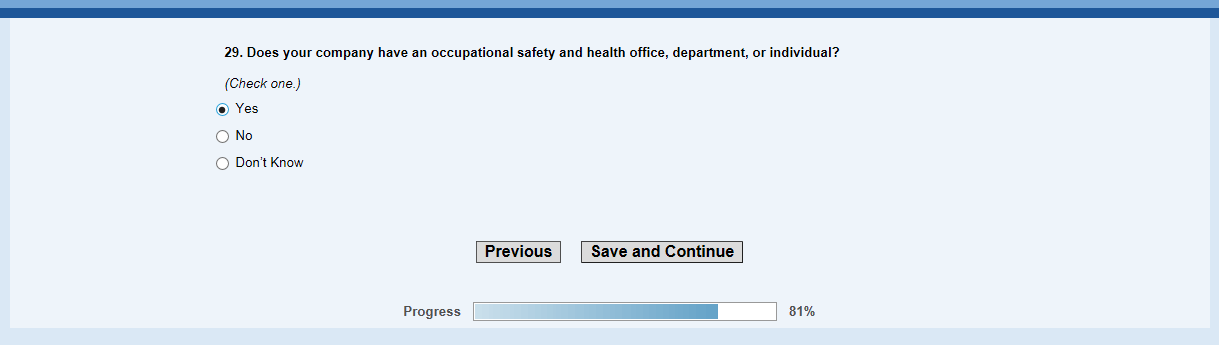 29. Does your company have an occupational safety and health office, department, or individual?
(Check one.)
Yes
No
Don't Know
Previous Save and Continue
Progress 81%